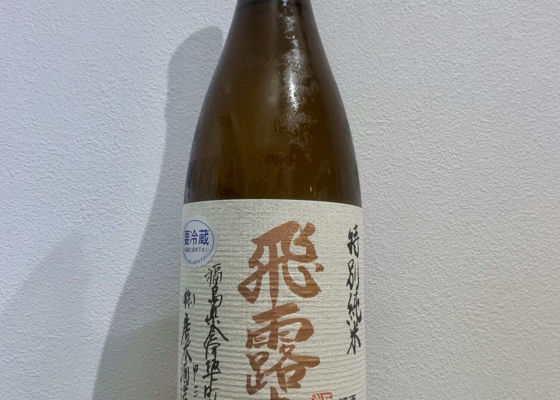 特別純米
飛露
要冷蔵
福島県会津坂下町
㈱廣木酒造